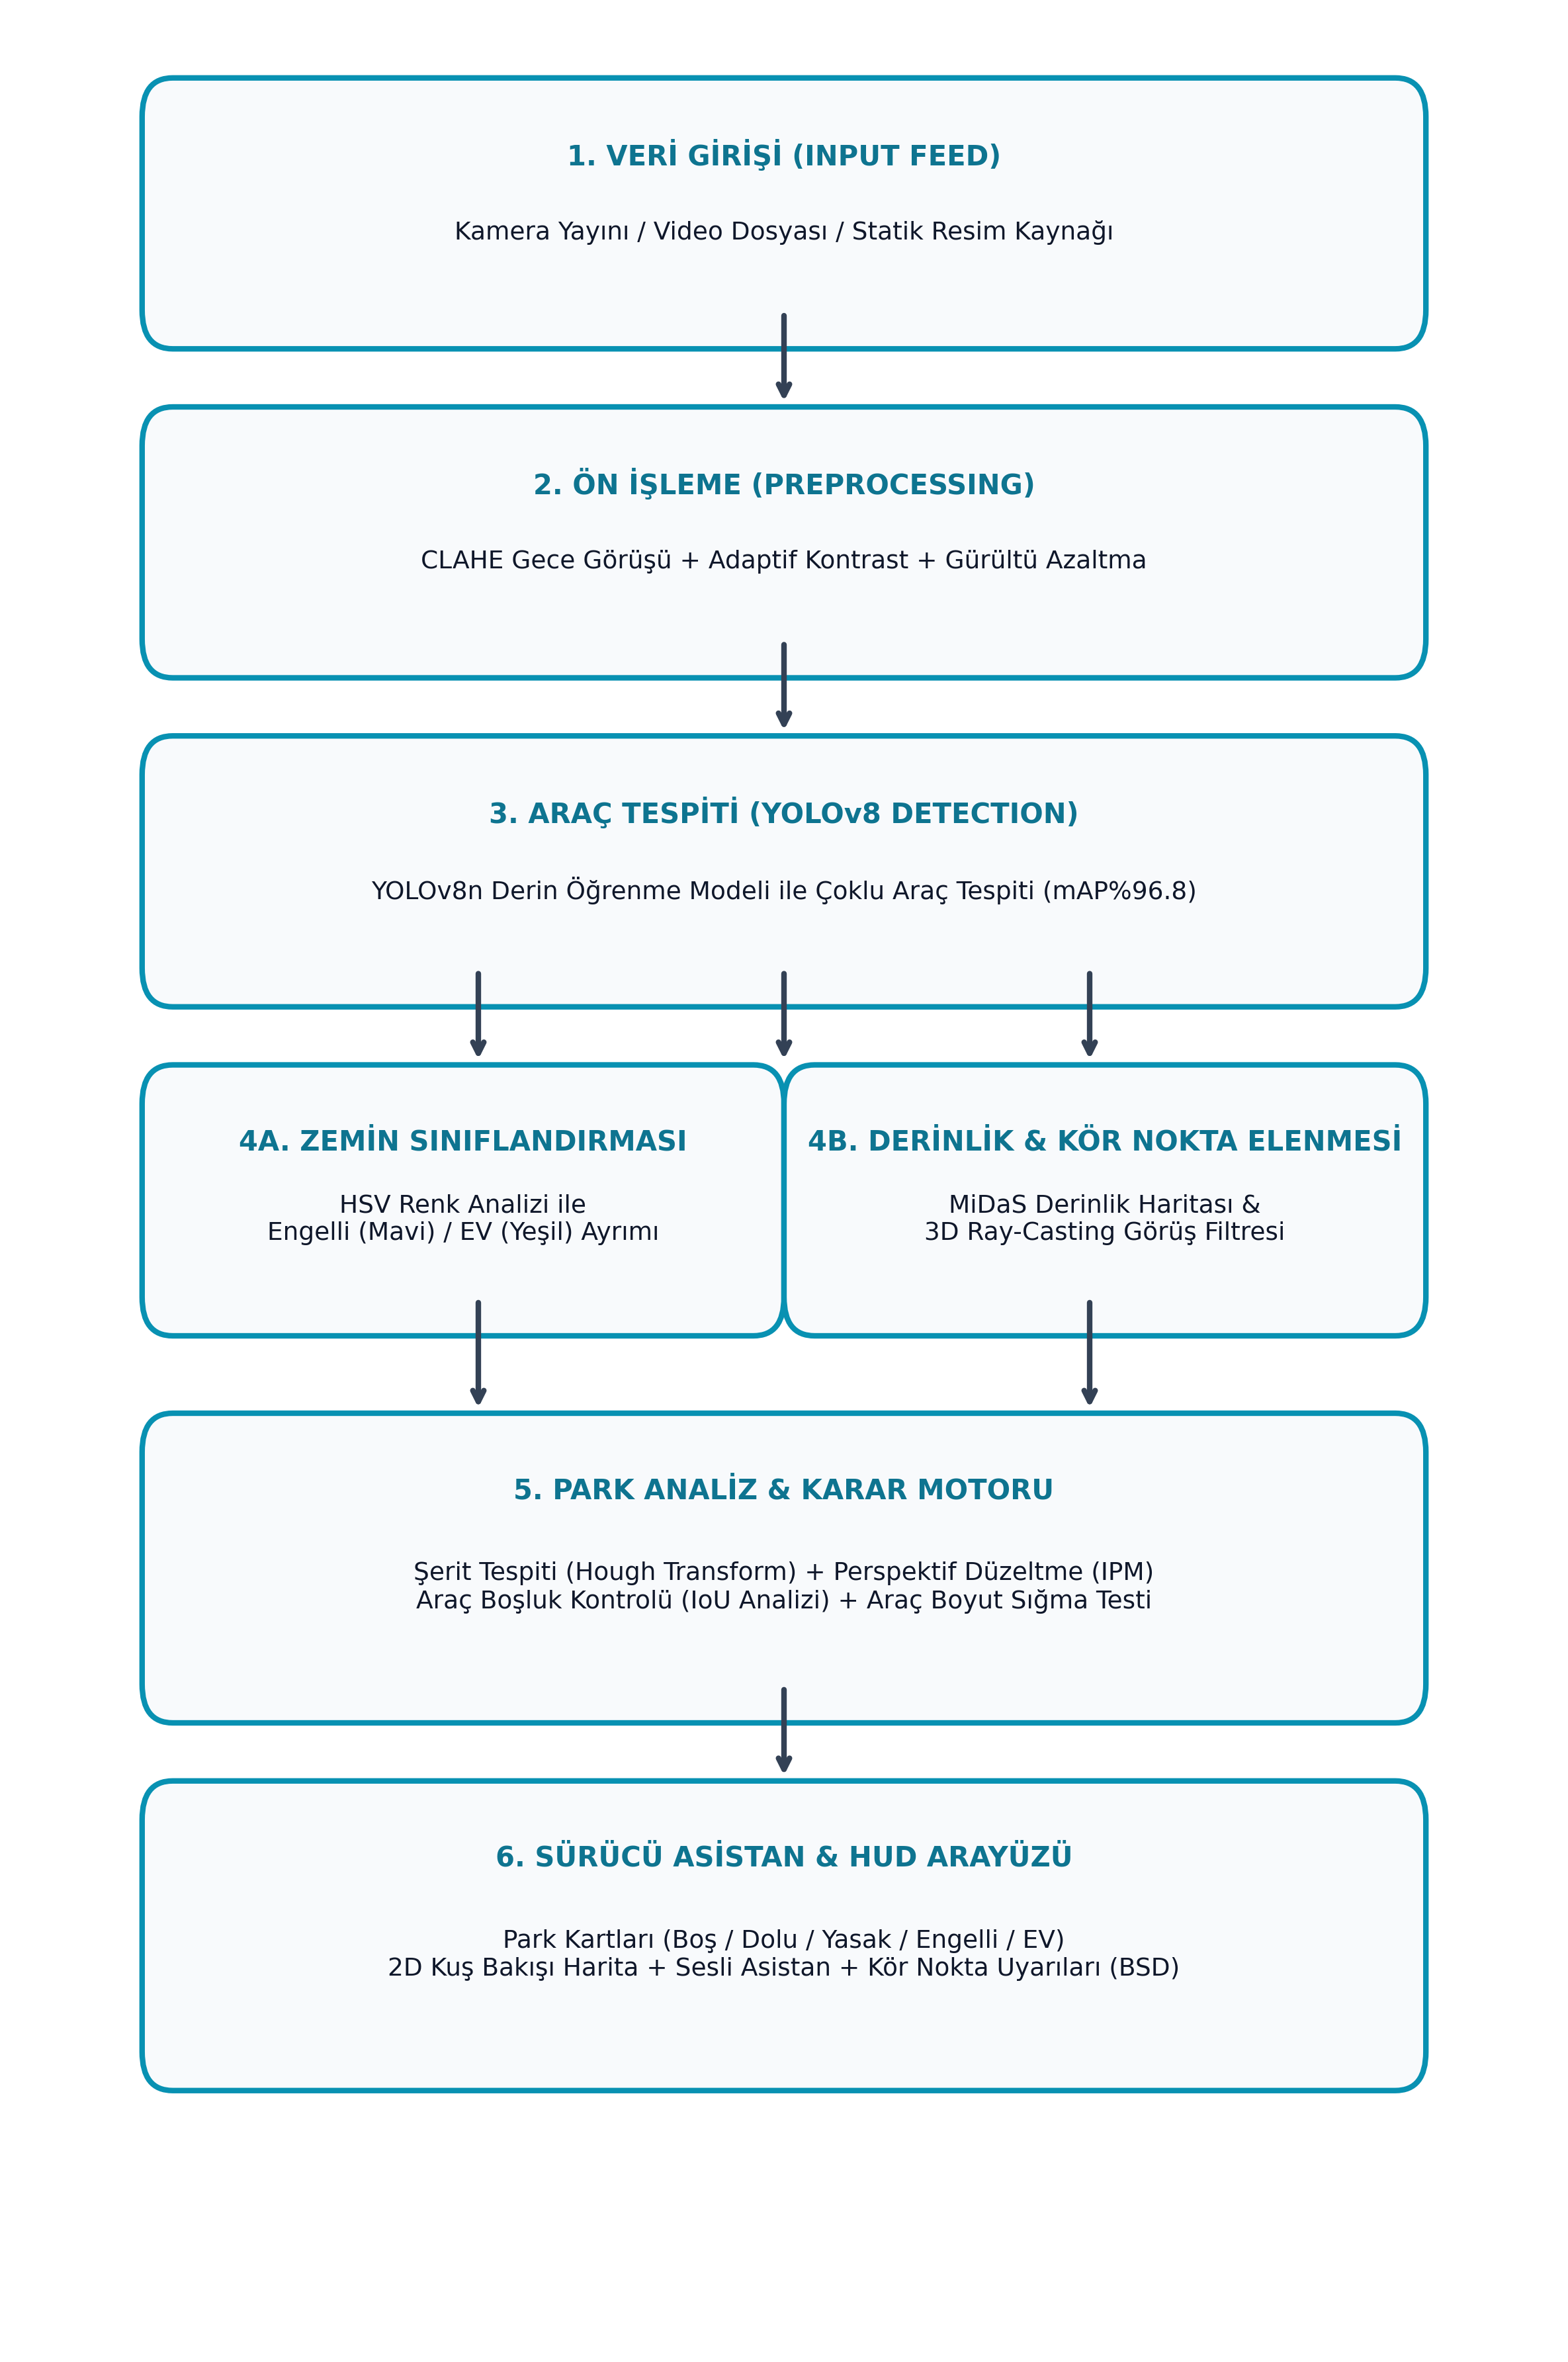 1. VERİ GİRİŞİ (INPUT FEED)
Kamera Yayını / Video Dosyası / Statik Resim Kaynağı
2. ÖN İŞLEME (PREPROCESSING)
CLAHE Gece Görüşü + Adaptif Kontrast + Gürültü Azaltma
3. ARAÇ TESPİTİ (YOLOv8 DETECTION)
YOLOv8n Derin Öğrenme Modeli ile Çoklu Araç Tespiti (mAP%96.8)
4A. ZEMİN SINIFLANDIRMASI
HSV Renk Analizi ile
Engelli (Mavi) / EV (Yeşil) Ayrımı
4B. DERİNLİK & KÖR NOKTA ELENMESİ
MiDaS Derinlik Haritası &
3D Ray-Casting Görüş Filtresi
5. PARK ANALİZ & KARAR MOTORU
Şerit Tespiti (Hough Transform) + Perspektif Düzeltme (IPM)
Araç Boşluk Kontrolü (IoU Analizi) + Araç Boyut Sığma Testi
6. SÜRÜCÜ ASİSTAN & HUD ARAYÜZÜ
Park Kartları (Boş / Dolu / Yasak / Engelli / EV)
2D Kuş Bakışı Harita + Sesli Asistan + Kör Nokta Uyarıları (BSD)